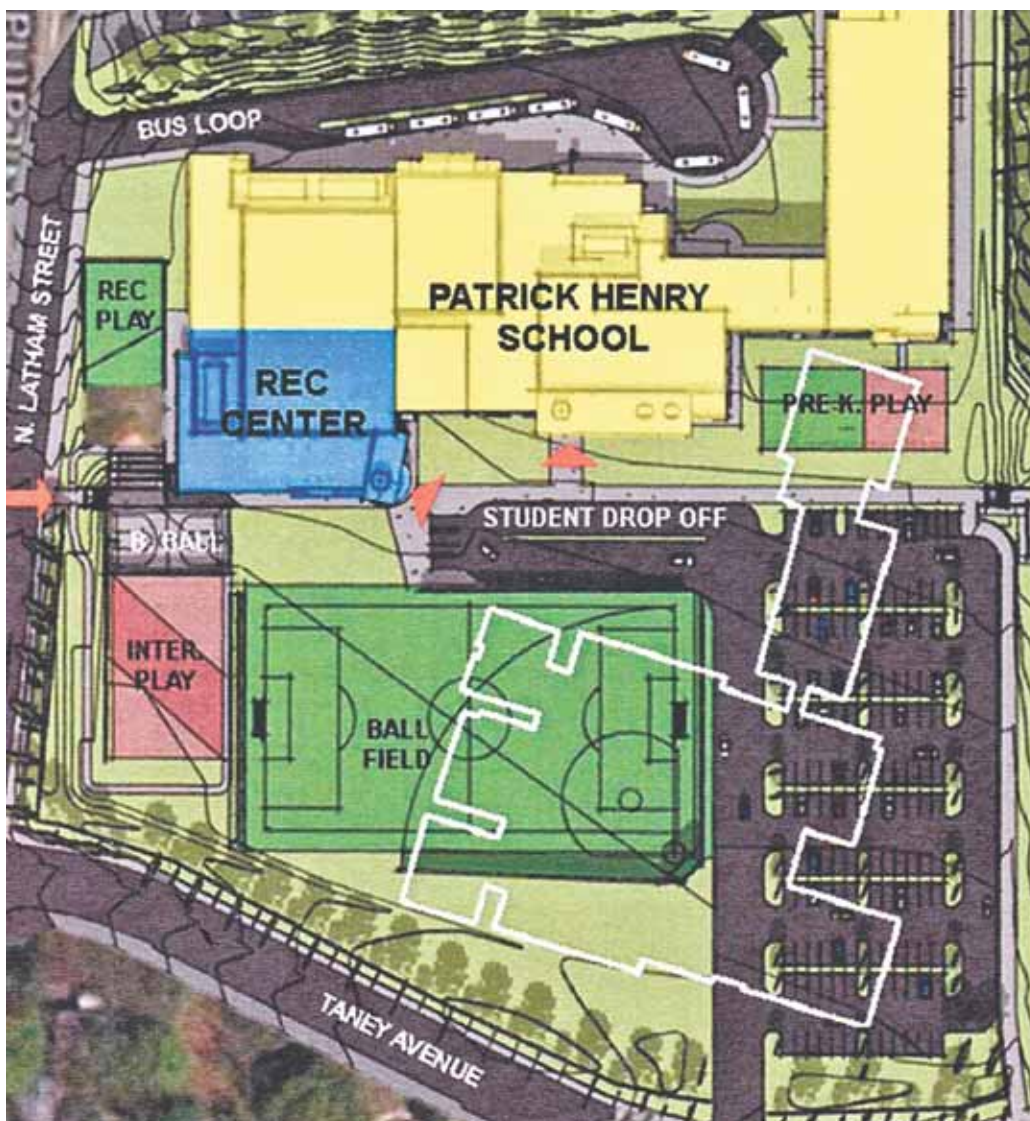 BUS LOOP
N. LATHAM STREET
REC
PLAY
PATRICK HENRY
SCHOOL
REC
CENTER
PRE-K. PLAY
STUDENT DROP OFF
B. BALL
INTER.
PLAY
BALL
FIELD
TANEY AVENUE